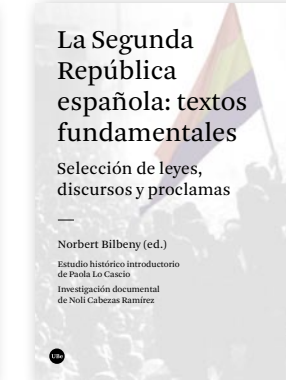 La Segunda
República
española: textos
fundamentales
Selección de leyes,
discursos y proclamas
Norbert Bilbeny (ed.)
Estudio histórico introductorio
de Paola Lo Cascio
Investigación documental
de Noli Cabezas Ramírez
UBe